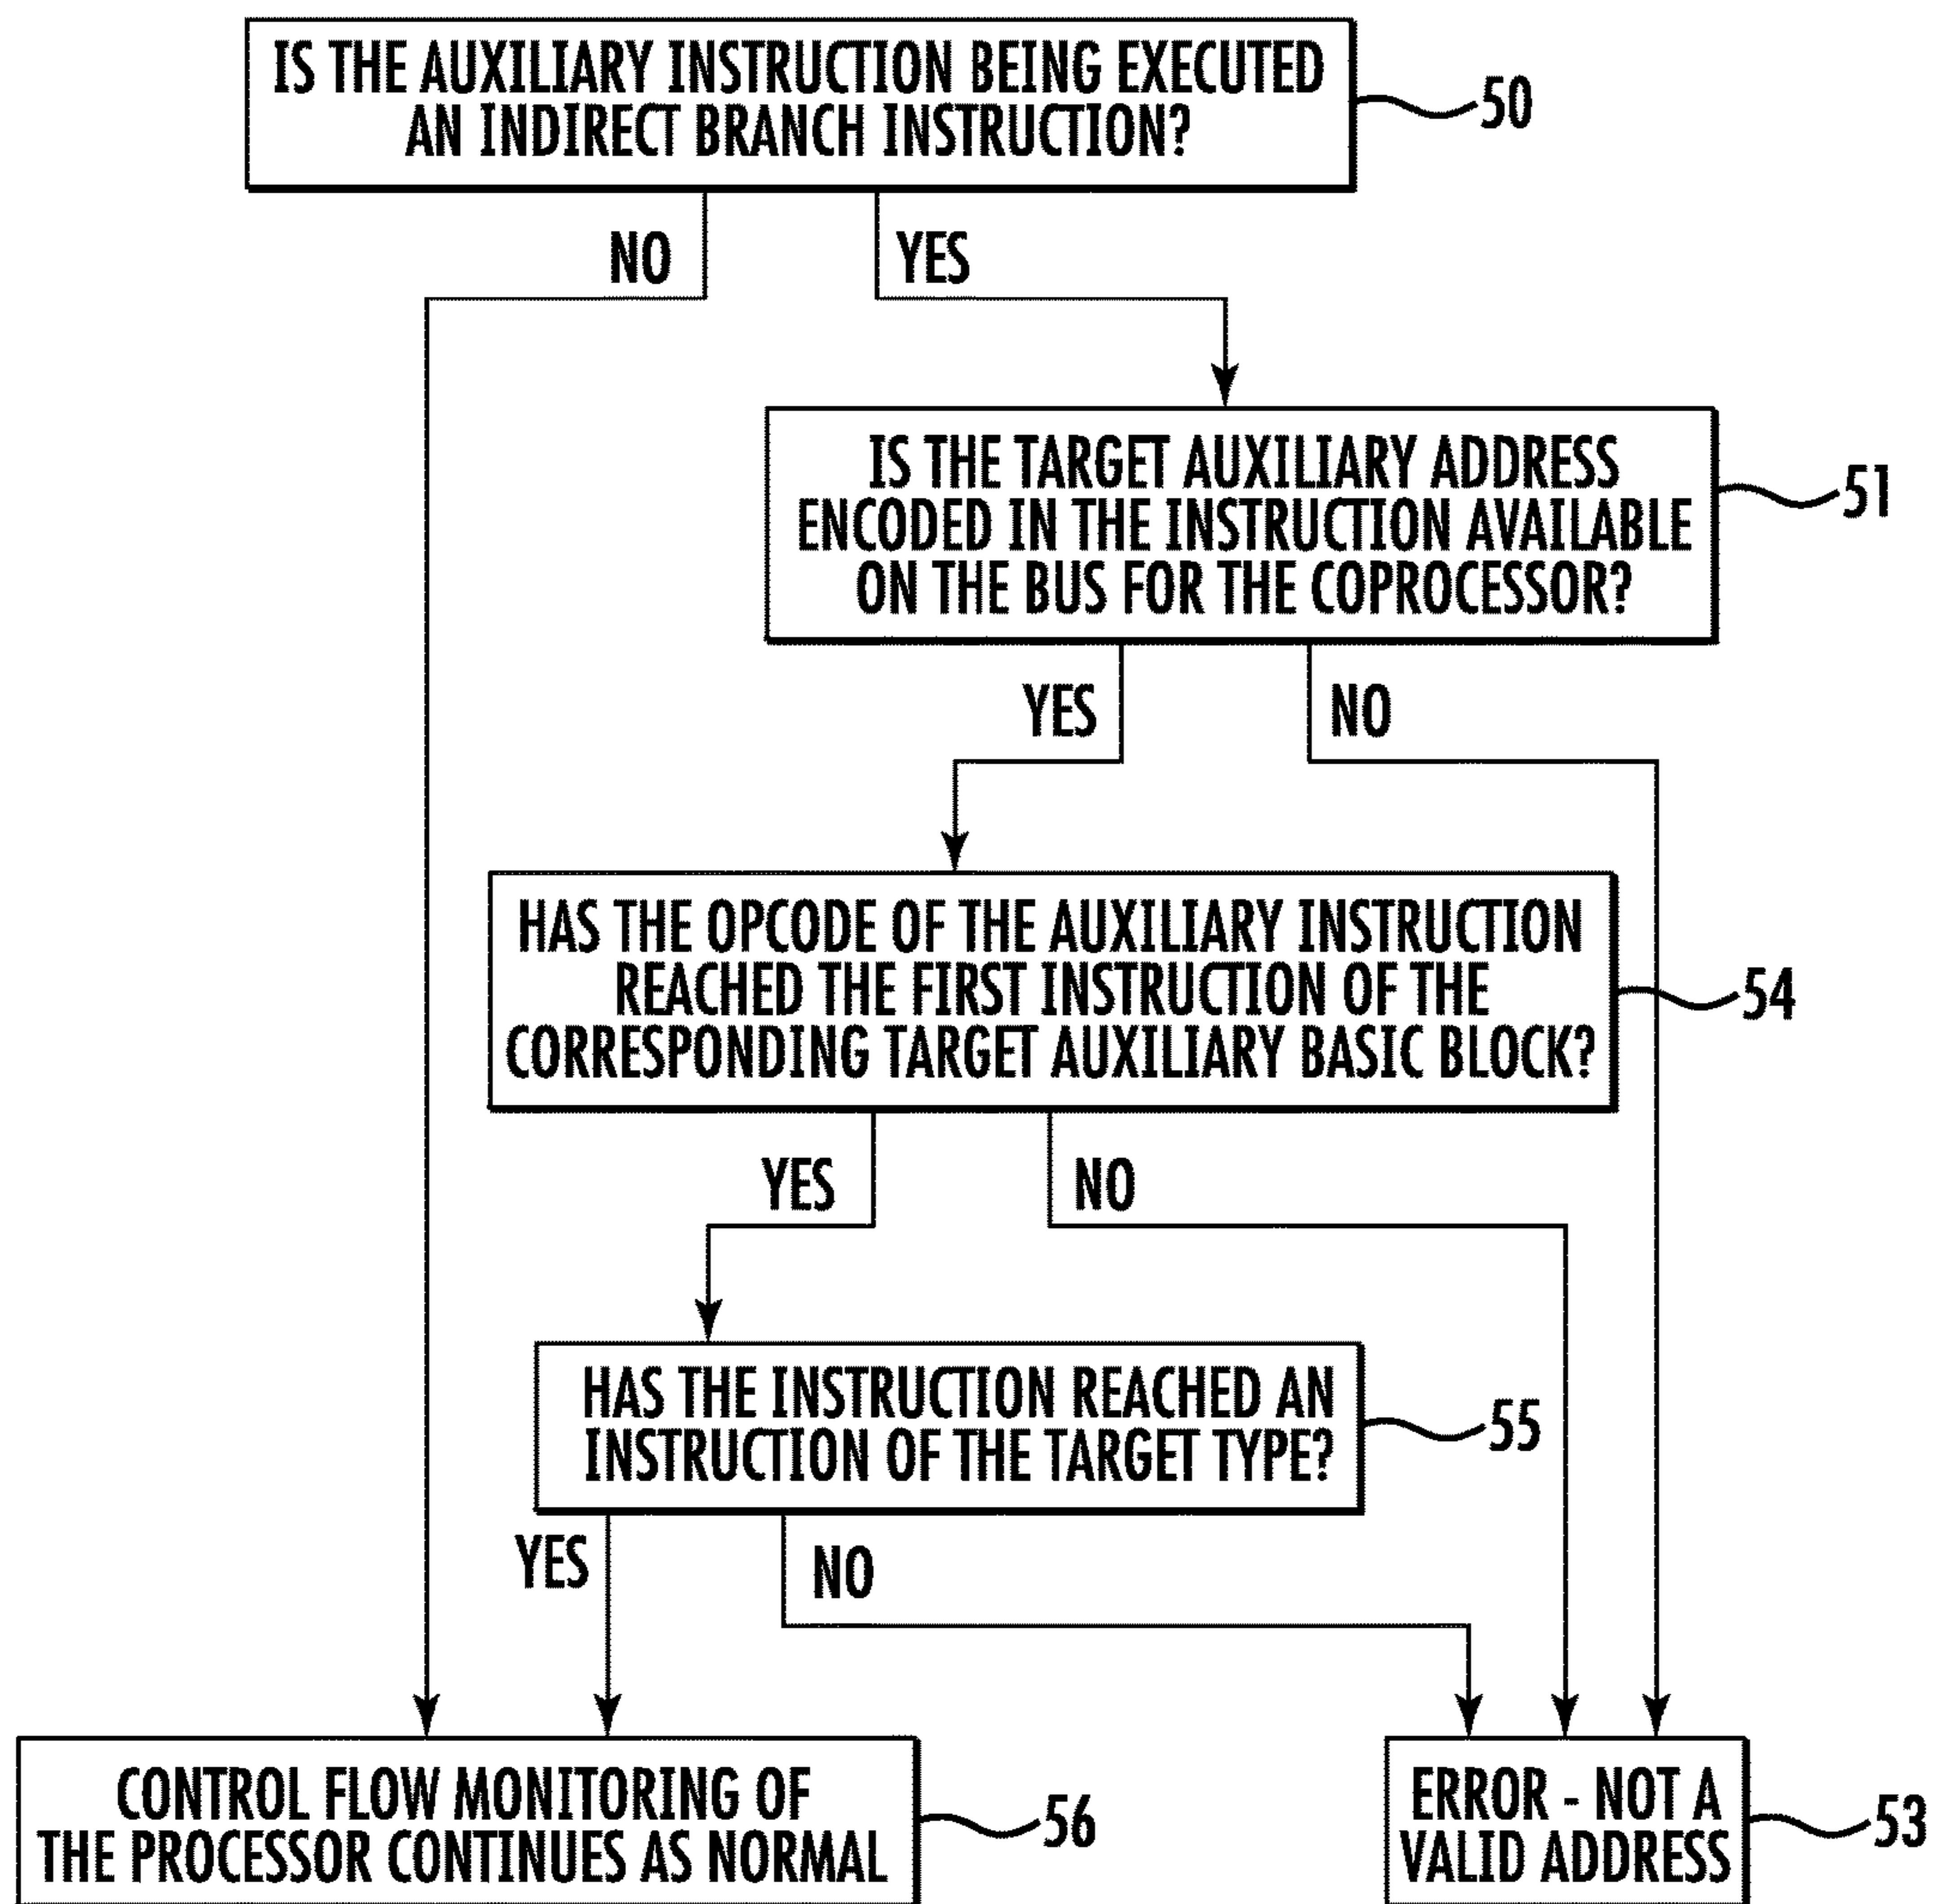 IS THE AUXILIARY INSTRUCTION BEING EXECUTED
AN INDIRECT BRANCH INSTRUCTION?
50
NO
YES
IS THE TARGET AUXILIARY ADDRESS
ENCODED IN THE INSTRUCTION AVAILABLE
ON THE BUS FOR THE COPROCESSOR?
51
YES
NO
HAS THE OPCODE OF THE AUXILIARY INSTRUCTION
REACHED THE FIRST INSTRUCTION OF THE
CORRESPONDING TARGET AUXILIARY BASIC BLOCK?
54
YES
NO
HAS THE INSTRUCTION REACHED AN
INSTRUCTION OF THE TARGET TYPE?
55
YES
NO
CONTROL FLOW MONITORING OF
THE PROCESSOR CONTINUES AS NORMAL
56
ERROR - NOT A
VALID ADDRESS
53